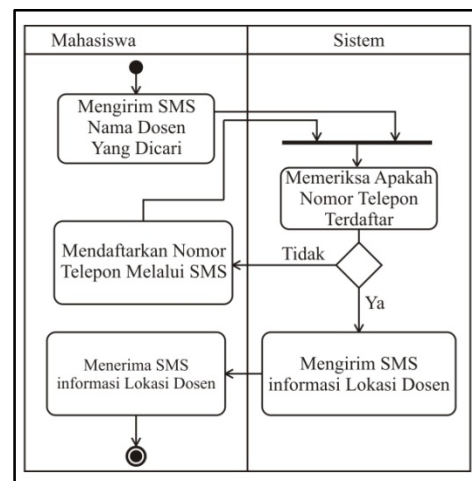 Mahasiswa
Sistem
Mengirim SMS
Nama Dosen
Yang Dicari
Memeriksa Apakah
Nomor Telepon
Terdaftar
Mendaftarkan Nomor
Telepon Melalui SMS
Tidak
Ya
Mengirim SMS
informasi Lokasi Dosen
Menerima SMS
informasi Lokasi Dosen